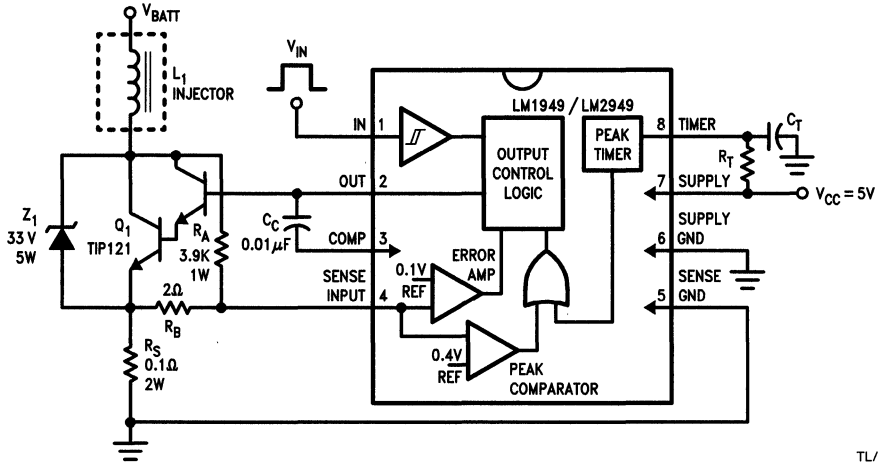 VBATT
L1
INJECTOR
VIN
LM1949 / LM2949
IN 1
OUTPUT
CONTROL
LOGIC
PEAK
TIMER
8 TIMER
CT
RT
7 SUPPLY
VCC = 5V
OUT 2
SUPPLY
6 GND
CC
0.01 μF
COMP 3
Z1
33 V
5W
Q1
TIP121
RA
3.9K
1W
SENSE
INPUT 4
0.1V
REF
ERROR
AMP
SENSE
5 GND
2Ω
RB
RS
0.1Ω
2W
0.4V
REF
PEAK
COMPARATOR
TL/